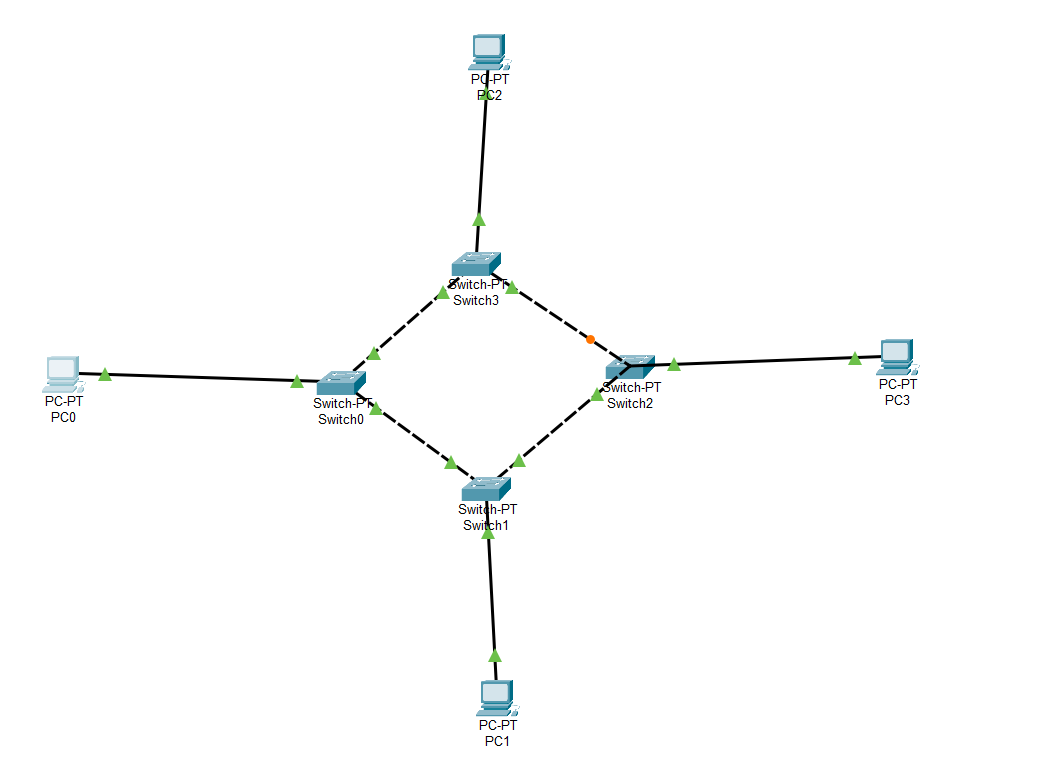 PC-PT
PC2
Switch-PT
Switch3
PC-PT
PC0
Switch-PT
Switch0
Switch-PT
Switch2
PC-PT
PC3
Switch-PT
Switch1
PC-PT
PC1